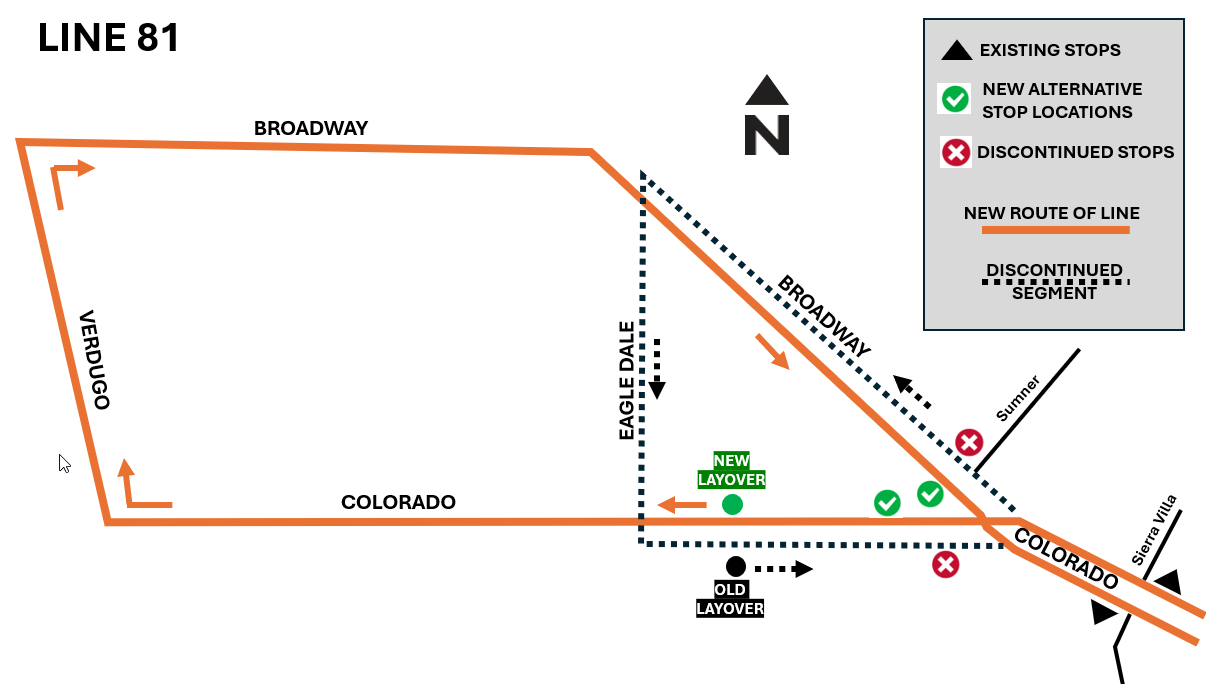 LINE 81
EXISTING STOPS
NEW ALTERNATIVE
STOP LOCATIONS
DISCONTINUED STOPS
NEW ROUTE OF LINE
DISCONTINUED
SEGMENT
N
BROADWAY
BROADWAY
VERDUGO
EAGLE DALE
Sumner
NEW
LAYOVER
COLORADO
Sierra Villa
COLORADO
OLD
LAYOVER